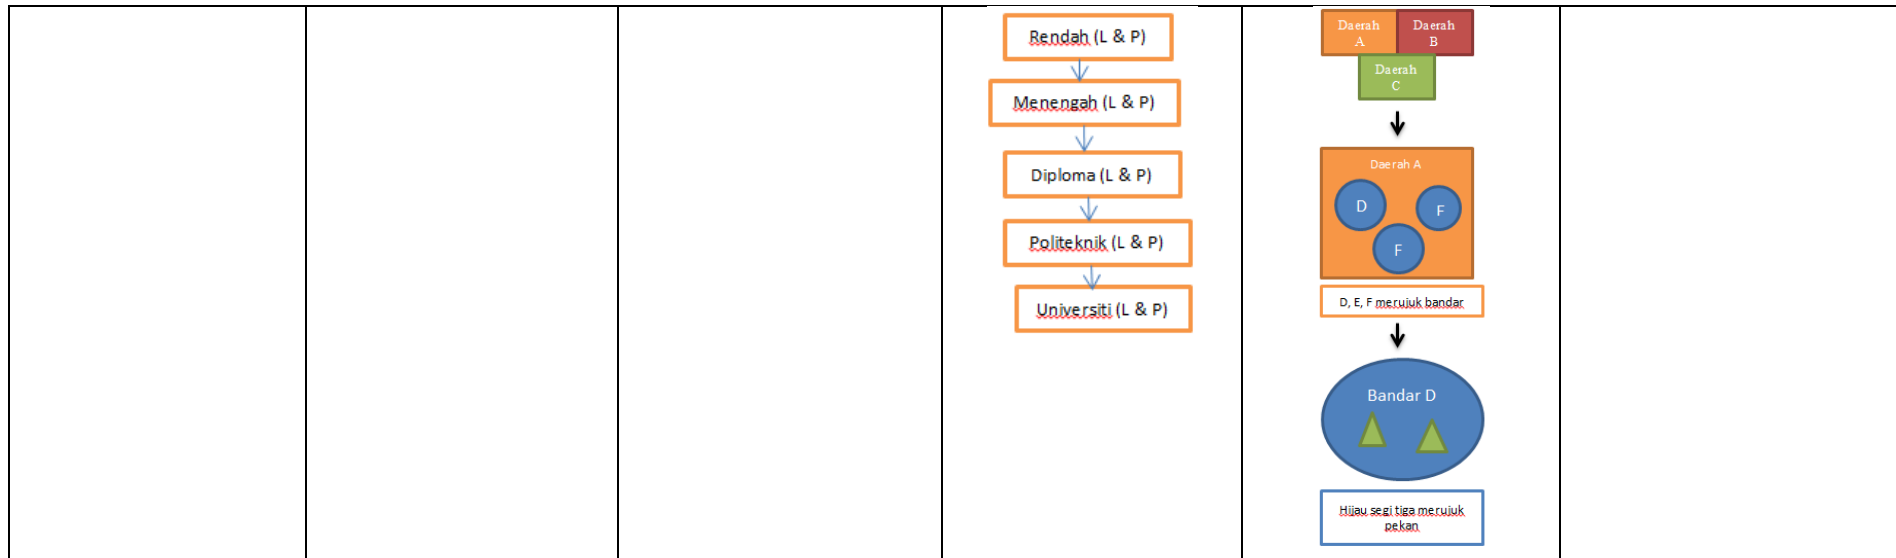 Rendah (L & P)
Menengah (L & P)
Diploma (L & P)
Politeknik (L & P)
Universiti (L & P)
Daerah
A
Daerah
B
Daerah
C
Daerah A
D
F
F
D, E, F merujuk bandar
Bandar D
Hijau segi tiga merujuk
pekan